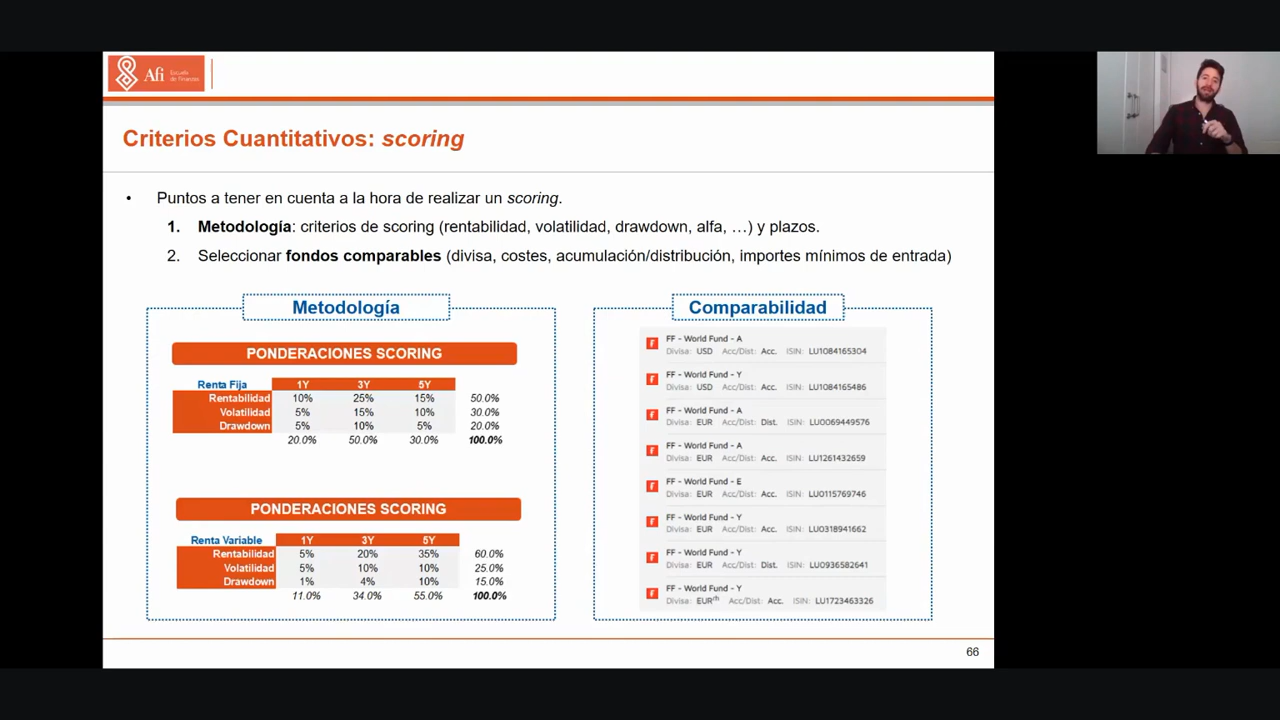 Afi Escuela
de Finanzas
Criterios Cuantitativos: scoring
• Puntos a tener en cuenta a la hora de realizar un scoring.
1. Metodología: criterios de scoring (rentabilidad, volatilidad, drawdown, alfa, …) y plazos.
2. Seleccionar fondos comparables (divisa, costes, acumulación/distribución, importes mínimos de entrada)
Metodología
PONDERACIONES SCORING
Renta Fija 1Y 3Y 5Y
Rentabilidad 10% 25% 15% 50.0%
Volatilidad 5% 15% 10% 30.0%
Drawdown 5% 10% 5% 20.0%
20.0% 50.0% 30.0% 100.0%
PONDERACIONES SCORING
Renta Variable 1Y 3Y 5Y
Rentabilidad 5% 20% 35% 60.0%
Volatilidad 5% 10% 10% 25.0%
Drawdown 1% 4% 10% 15.0%
11.0% 34.0% 55.0% 100.0%
Comparabilidad
FF - World Fund - A
Divisa: USD Acc/Dist: Acc. ISIN: LU1084165304
FF - World Fund - Y
Divisa: USD Acc/Dist: Acc. ISIN: LU1084165486
FF - World Fund - A
Divisa: EUR Acc/Dist: Dist. ISIN: LU0069449576
FF - World Fund - A
Divisa: EUR Acc/Dist: Acc. ISIN: LU1261432659
FF - World Fund - E
Divisa: EUR Acc/Dist: Acc. ISIN: LU0115769746
FF - World Fund - Y
Divisa: EUR Acc/Dist: Acc. ISIN: LU0318941662
FF - World Fund - Y
Divisa: EUR Acc/Dist: Dist. ISIN: LU0936582641
FF - World Fund - Y
Divisa: EUR(h) Acc/Dist: Acc. ISIN: LU1723463326
66